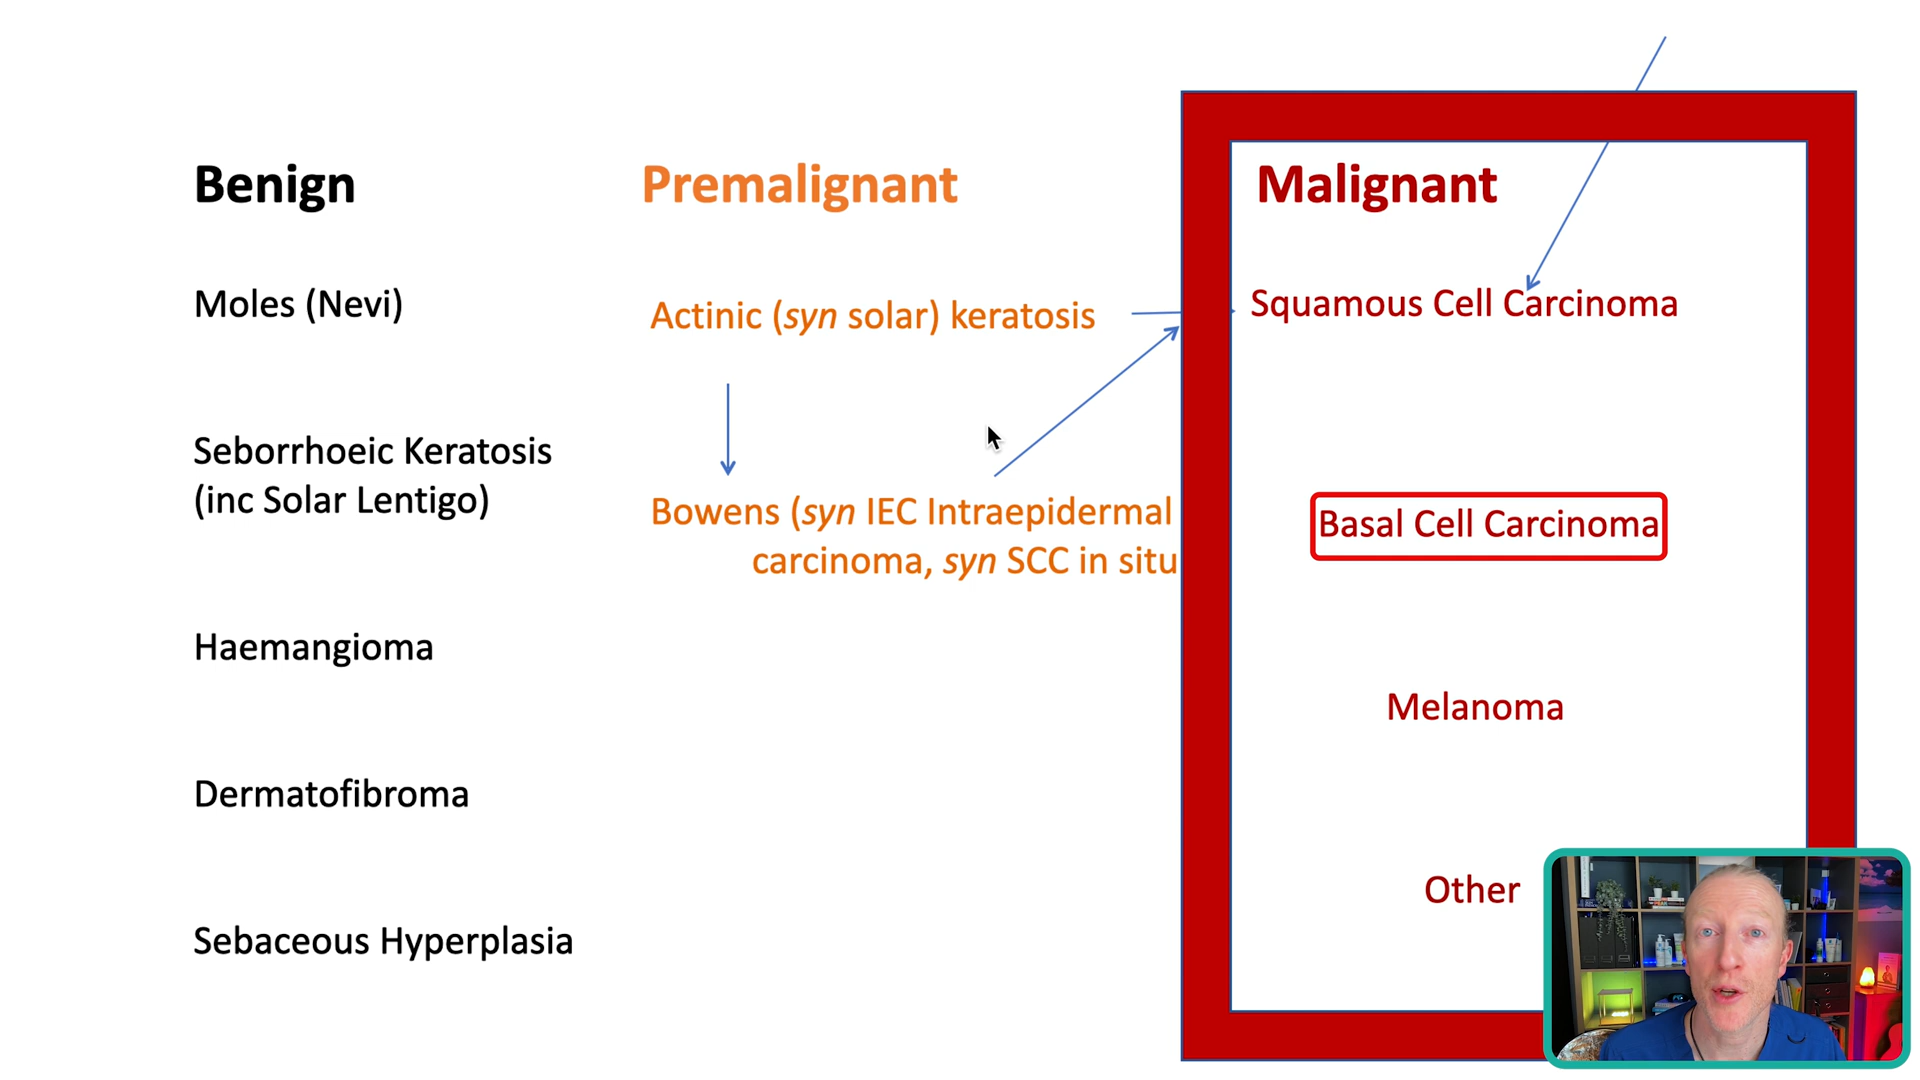 Benign
Premalignant
Malignant
Moles (Nevi)
Actinic (syn solar) keratosis
Squamous Cell Carcinoma
Seborrhoeic Keratosis
(inc Solar Lentigo)
Bowens (syn IEC Intraepidermal
carcinoma, syn SCC in situ
Basal Cell Carcinoma
Haemangioma
Melanoma
Dermatofibroma
Other
Sebaceous Hyperplasia